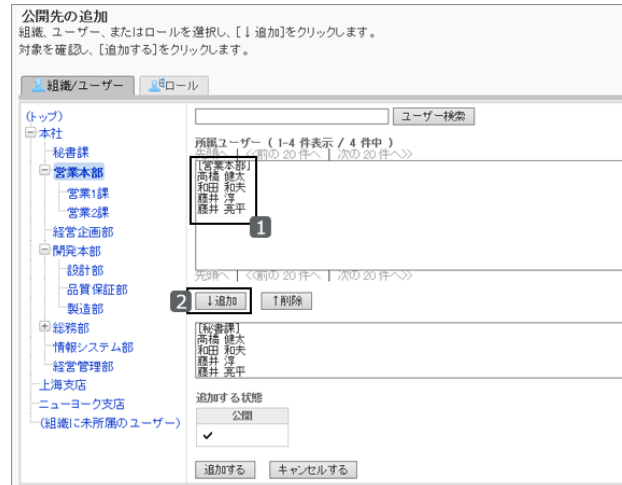 公開先の追加
組織、ユーザー、またはロールを選択し、[↓追加]をクリックします。
対象を確認し、[追加する]をクリックします。
組織/ユーザー
ロール
(トップ)
本社
秘書課
営業本部
営業1課
営業2課
経営企画部
開発本部
設計部
品質保証部
製造部
総務部
情報システム部
経営管理部
上海支店
ニューヨーク支店
(組織に未所属のユーザー)
ユーザー検索
所属ユーザー ( 1-4 件表示 / 4 件中 )
先頭へ | <<前の 20 件へ | 次の 20 件へ>>
[営業本部]
高橋 健太
和田 和夫
藤井 淳
藤井 亮平
1
先頭へ | <<前の 20 件へ | 次の 20 件へ>>
2
↓追加
↑削除
[秘書課]
高橋 健太
和田 和夫
藤井 淳
藤井 亮平
追加する状態
公開
✓
追加する
キャンセルする